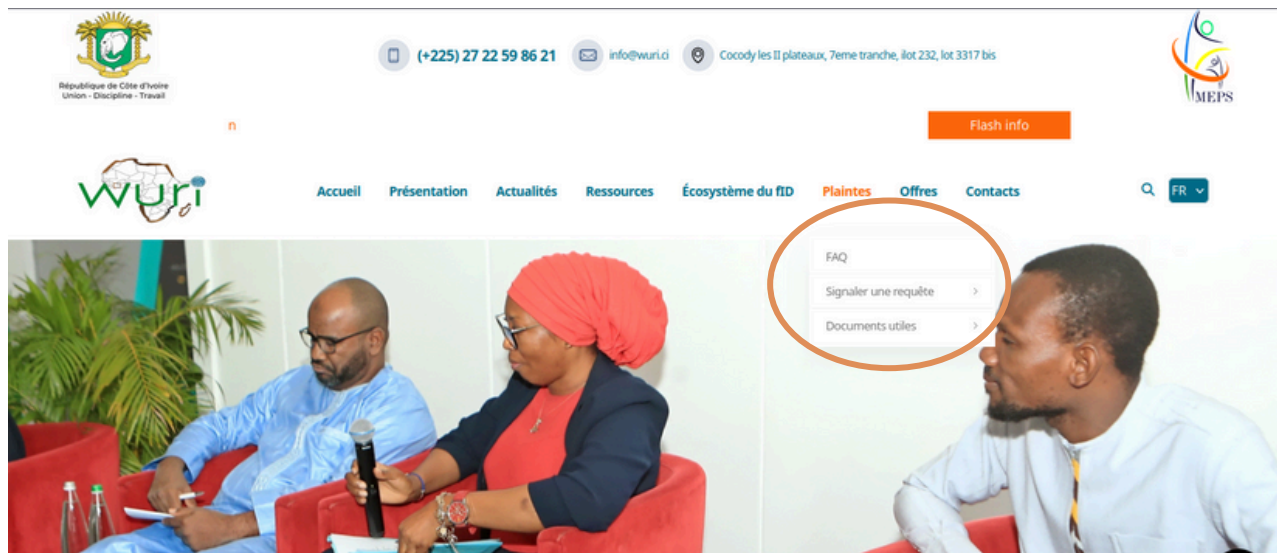 République de Côte d'Ivoire
Union - Discipline - Travail
(+225) 27 22 59 86 21
info@wuri.ci
Cocody les II plateaux, 7eme tranche, ilot 232, lot 3317 bis
MEPS
n
Flash info
wuri
Accueil
Présentation
Actualités
Ressources
Écosystème du fID
Plaintes
Offres
Contacts
FR
FAQ
Signaler une requête
Documents utiles